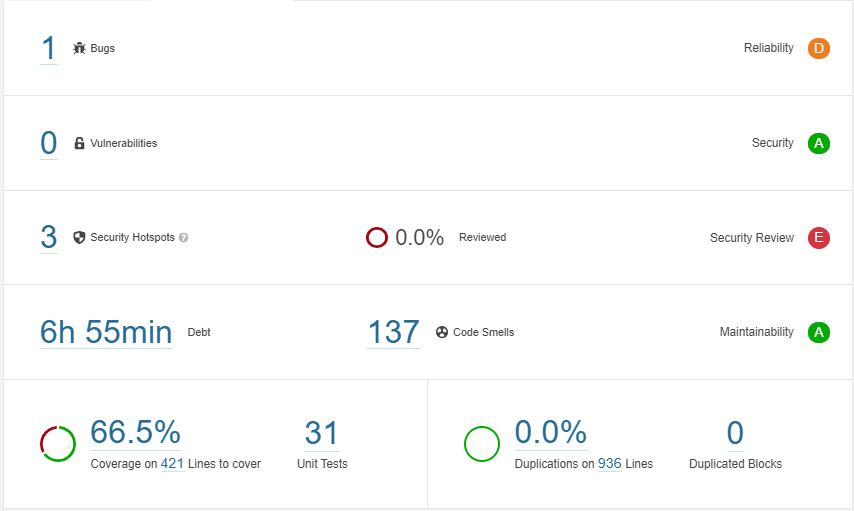 1 Bugs Reliability D
0 Vulnerabilities Security A
3 Security Hotspots ? 0.0% Reviewed Security Review E
6h 55min Debt 137 Code Smells Maintainability A
66.5% 31 0.0% 0
Coverage on 421 Lines to cover Unit Tests Duplications on 936 Lines Duplicated Blocks